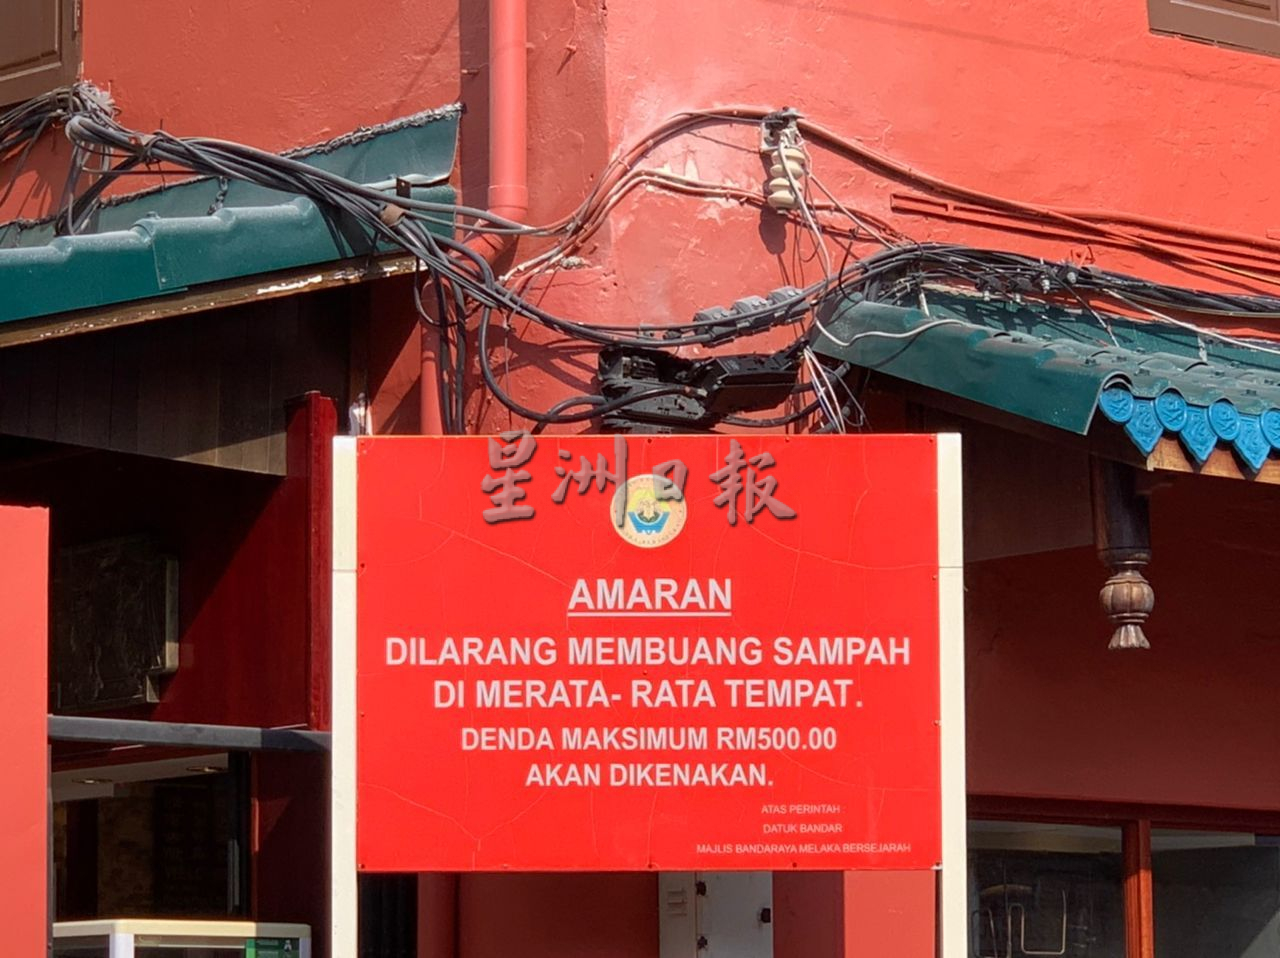 星洲日报
AMARAN
DILARANG MEMBUANG SAMPAH
DI MERATA- RATA TEMPAT.
DENDA MAKSIMUM RM500.00
AKAN DIKENAKAN.
ATAS PERINTAH :
DATUK BANDAR
MAJLIS BANDARAYA MELAKA BERSEJARAH